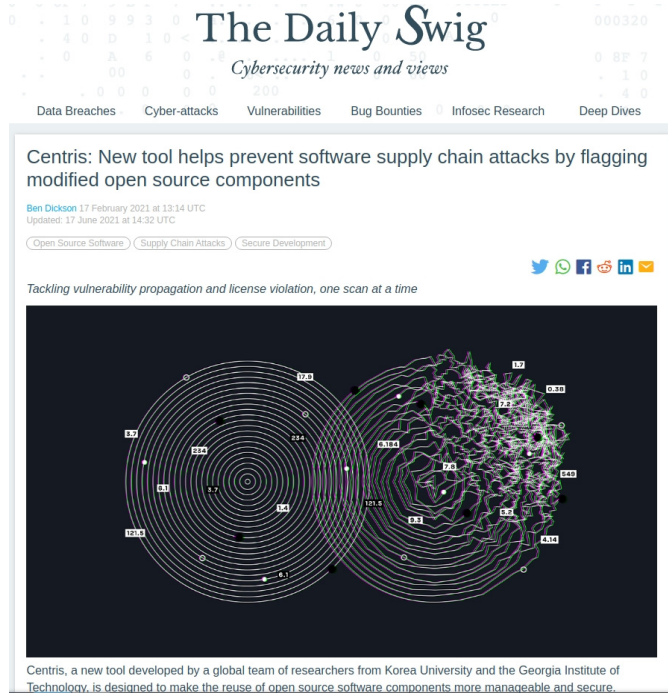 The Daily Swig
Cybersecurity news and views
Data Breaches Cyber-attacks Vulnerabilities Bug Bounties Infosec Research Deep Dives
Centris: New tool helps prevent software supply chain attacks by flagging
modified open source components
Ben Dickson 17 February 2021 at 13:14 UTC
Updated: 17 June 2021 at 14:32 UTC
Open Source Software Supply Chain Attacks Secure Development
Tackling vulnerability propagation and license violation, one scan at a time
1.7
17.9
0.38
7.2
3.7
234
6.184
234
7.8
545
8.1
3.7
121.5
1.4
5.2
9.3
121.5
4.14
6.1
Centris, a new tool developed by a global team of researchers from Korea University and the Georgia Institute of
Technology, is designed to make the reuse of open source software components more manageable and secure.